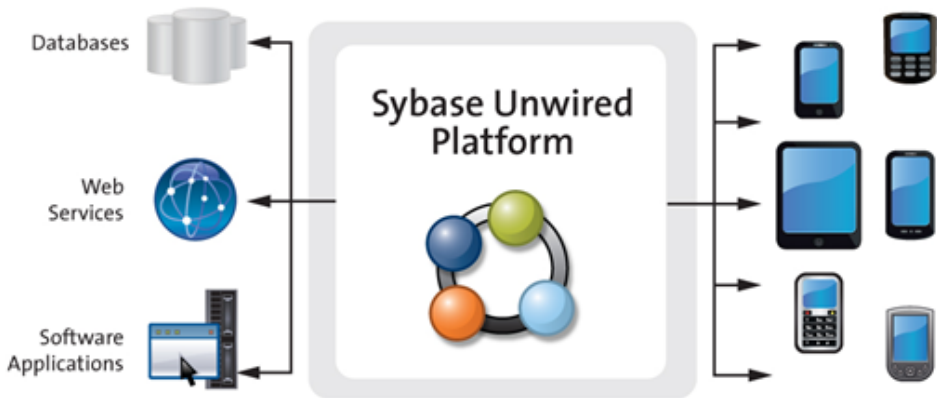 Databases
Sybase Unwired
Platform
Web
Services
Software
Applications